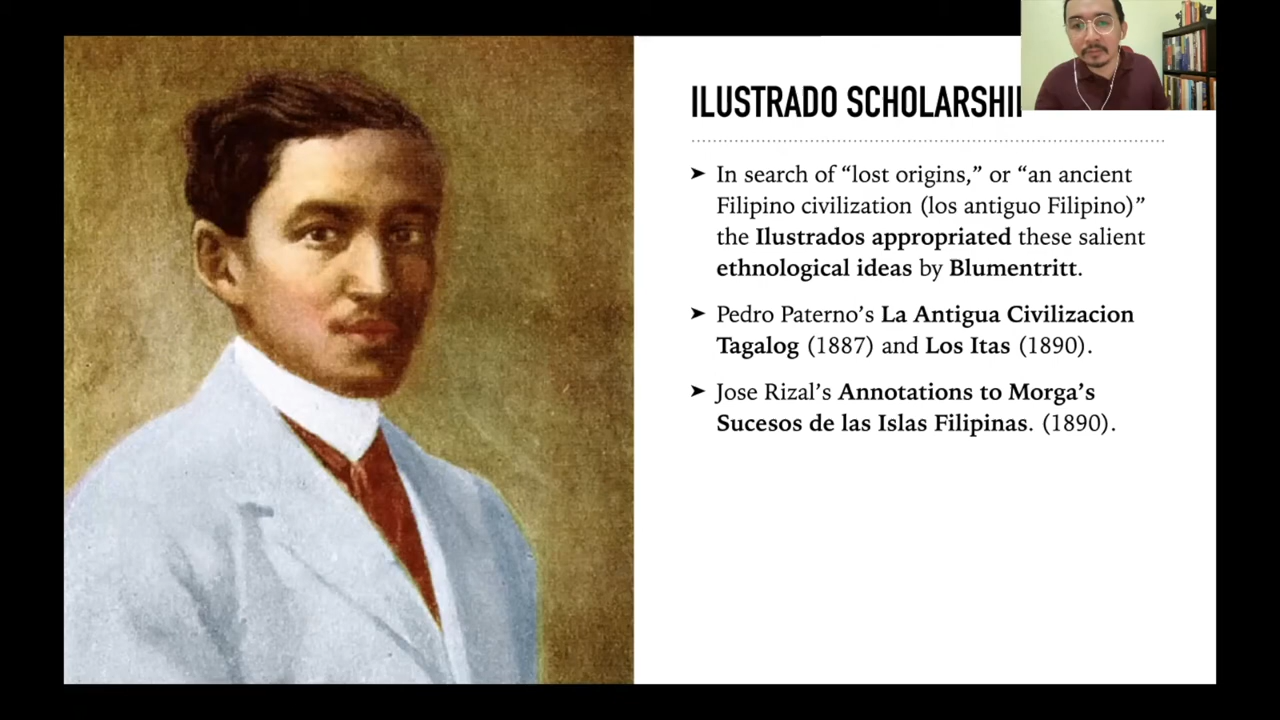 ILUSTRADO SCHOLARSHI
➤ In search of “lost origins,” or “an ancient
Filipino civilization (los antiguo Filipino)”
the Ilustrados appropriated these salient
ethnological ideas by Blumentritt.
➤ Pedro Paterno’s La Antigua Civilizacion
Tagalog (1887) and Los Itas (1890).
➤ Jose Rizal’s Annotations to Morga’s
Sucesos de las Islas Filipinas. (1890).